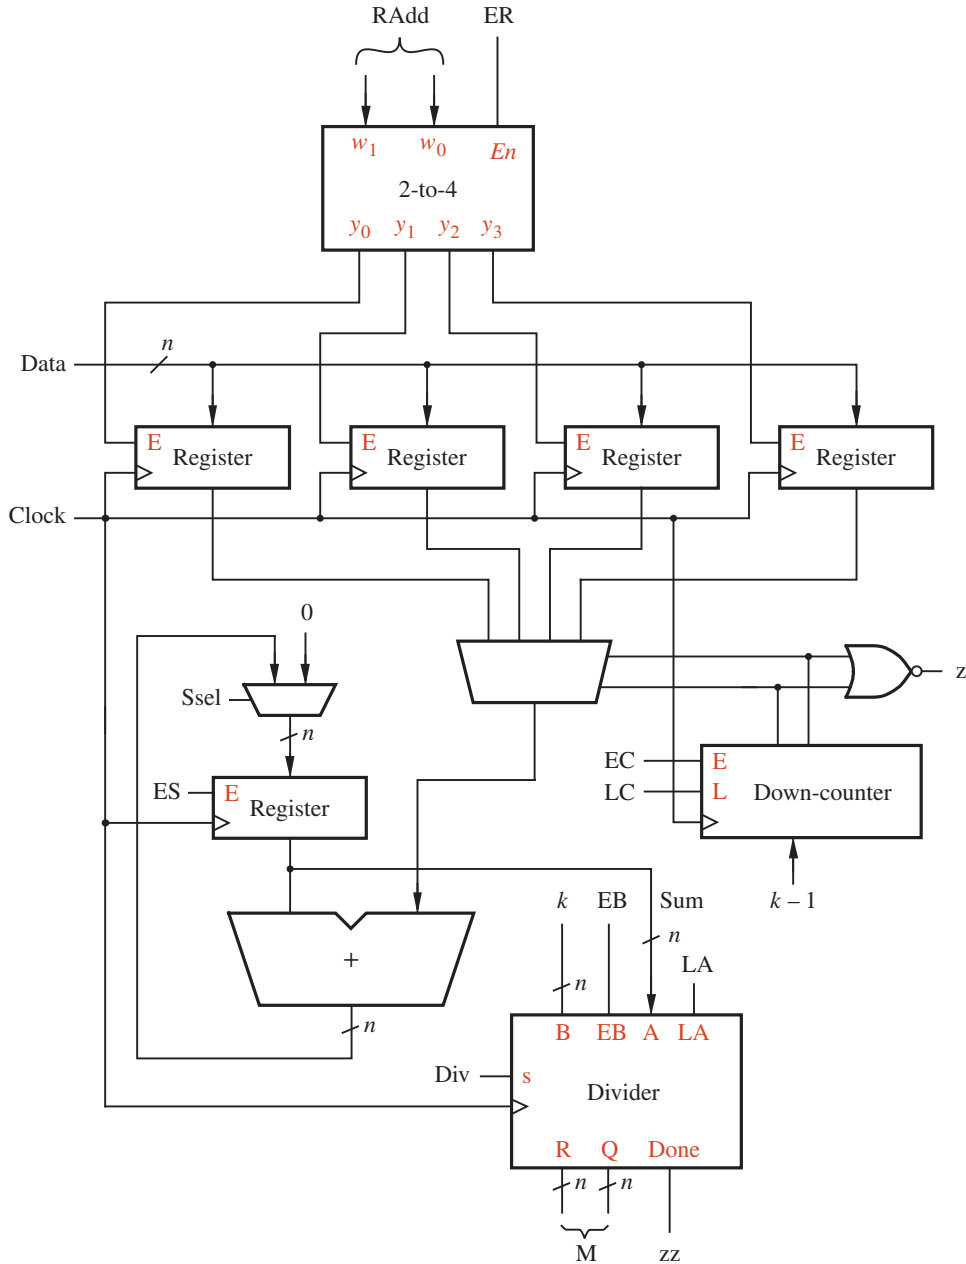 RAdd ER
w1 w0 En
2-to-4
y0 y1 y2 y3
Data n
E Register E Register E Register E Register
Clock
0
z
Ssel
n
EC E
ES E Register
LC L Down-counter
k EB Sum k – 1
n
LA
+
n
n
B EB A LA
Div s
Divider
R Q Done
n n
M zz